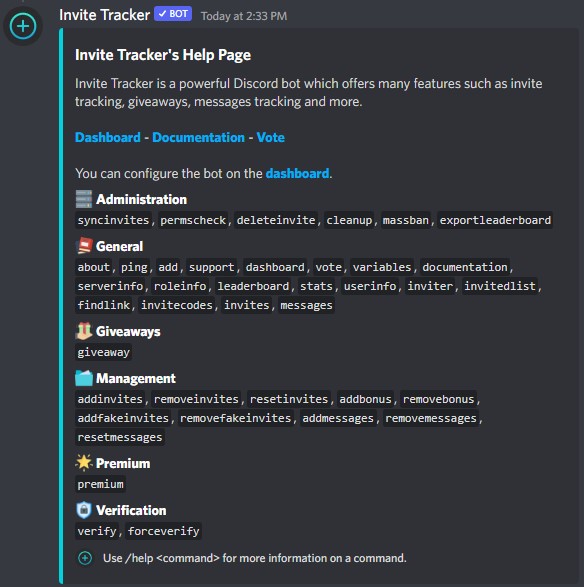 Invite Tracker ✓ BOT Today at 2:33 PM
Invite Tracker's Help Page
Invite Tracker is a powerful Discord bot which offers many features such as invite
tracking, giveaways, messages tracking and more.
Dashboard - Documentation - Vote
You can configure the bot on the dashboard.
Administration
syncinvites, permscheck, deleteinvite, cleanup, massban, exportleaderboard
General
about, ping, add, support, dashboard, vote, variables, documentation,
serverinfo, roleinfo, leaderboard, stats, userinfo, inviter, invitedlist,
findlink, invitecodes, invites, messages
Giveaways
giveaway
Management
addinvites, removeinvites, resetinvites, addbonus, removebonus,
addfakeinvites, removefakeinvites, addmessages, removemessages,
resetmessages
Premium
premium
Verification
verify, forceverify
Use /help <command> for more information on a command.